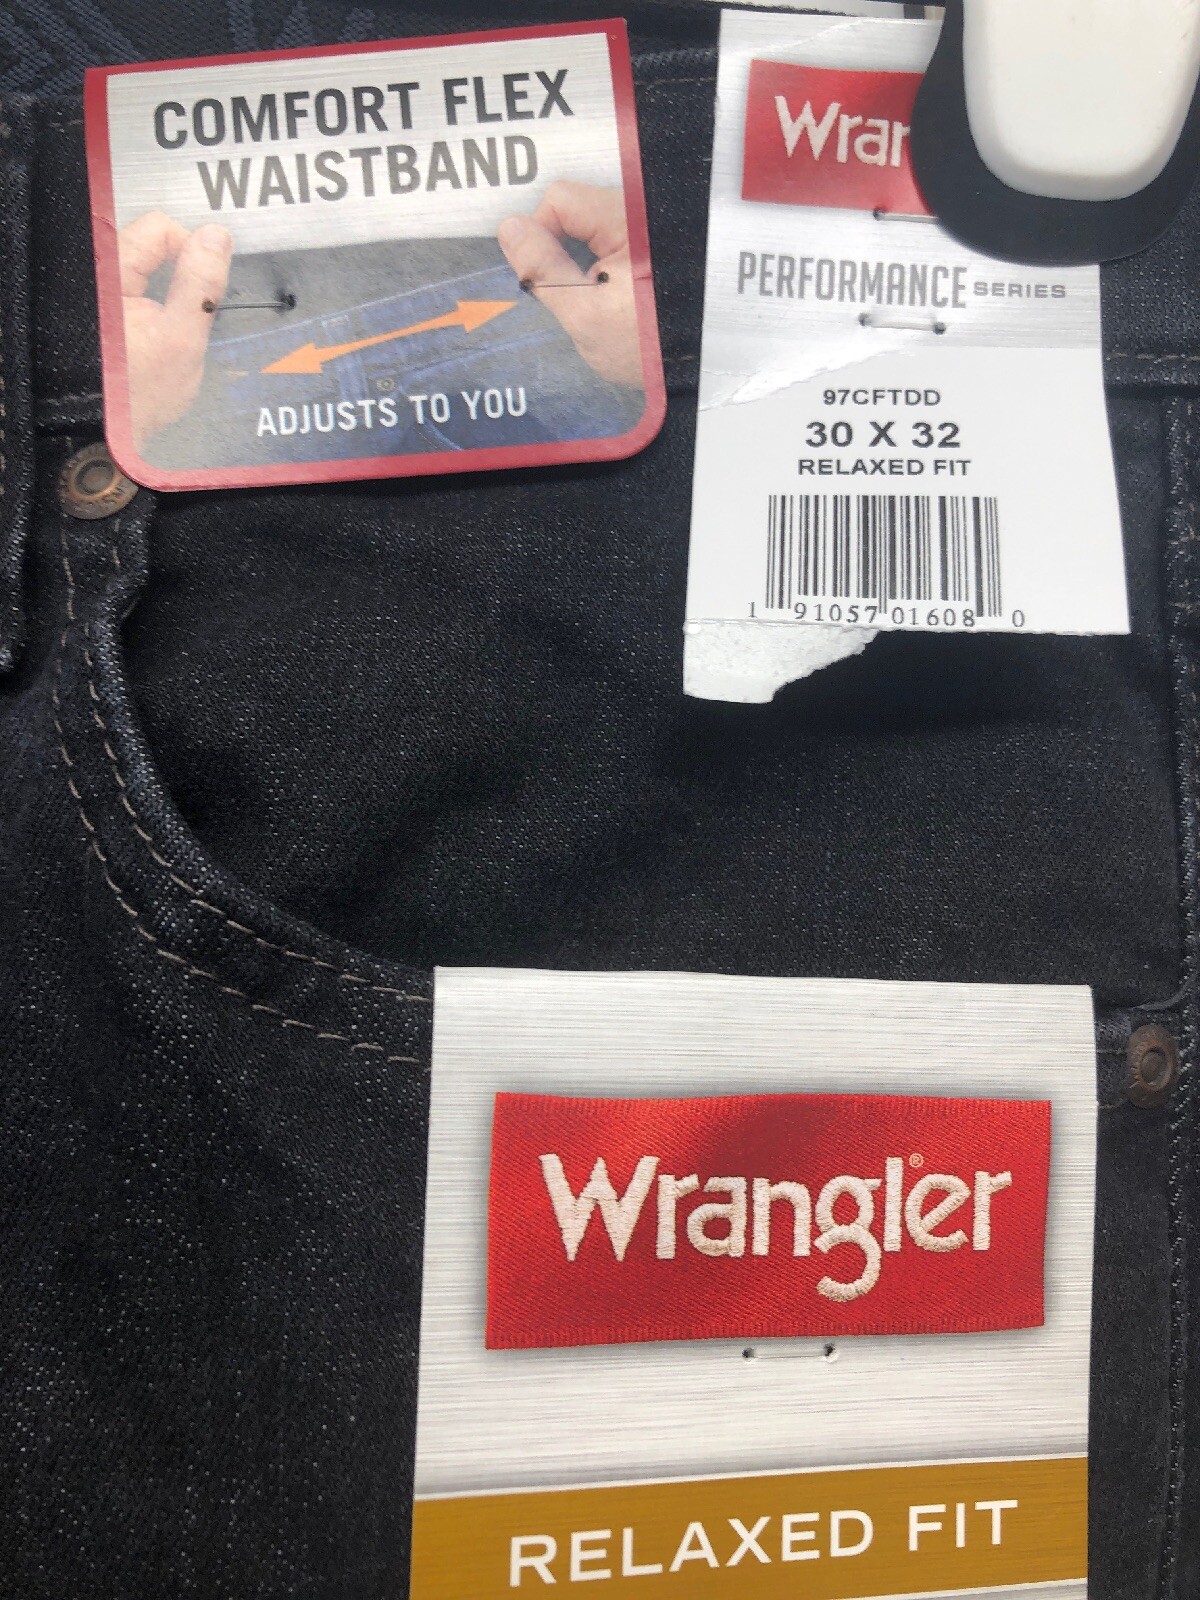 COMFORT FLEX
WAISTBAND
ADJUSTS TO YOU
PERFORMANCE SERIES
97CFTDD
30 X 32
RELAXED FIT
1 91057 01608 0
Wrangler®
RELAXED FIT